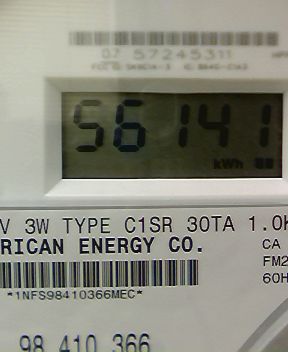 07 57245311
56141
kWh
V 3W TYPE C1SR 30TA 1.0K
RICAN ENERGY CO.
CA
FM2
60H
*1NFS98410366MEC*
98 410 366